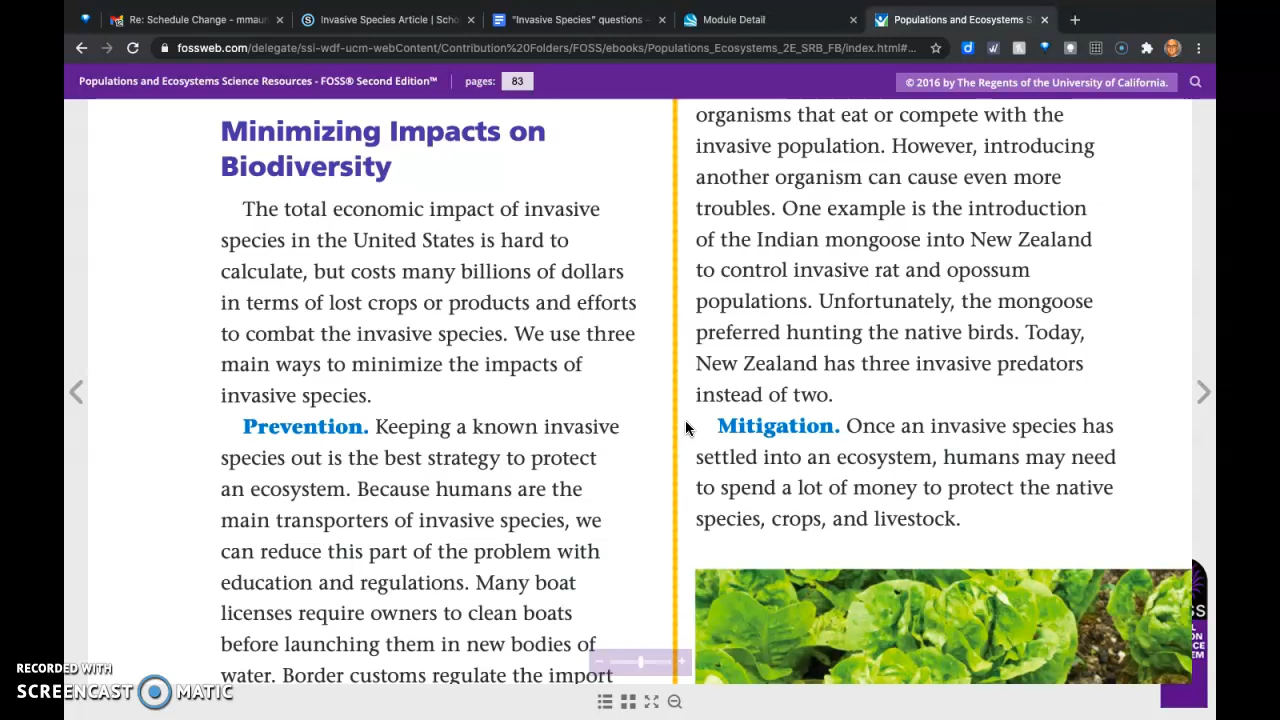 Re: Schedule Change - mmau
Invasive Species Article | Scho
"Invasive Species" questions -
Module Detail
Populations and Ecosystems S
fossweb.com/delegate/ssi-wdf-ucm-webContent/Contribution%20Folders/FOSS/ebooks/Populations_Ecosystems_2E_SRB_FB/index.html#...
Populations and Ecosystems Science Resources - FOSS® Second Edition™
pages: 83
© 2016 by The Regents of the University of California.
Minimizing Impacts on
Biodiversity
The total economic impact of invasive
species in the United States is hard to
calculate, but costs many billions of dollars
in terms of lost crops or products and efforts
to combat the invasive species. We use three
main ways to minimize the impacts of
invasive species.
Prevention. Keeping a known invasive
species out is the best strategy to protect
an ecosystem. Because humans are the
main transporters of invasive species, we
can reduce this part of the problem with
education and regulations. Many boat
licenses require owners to clean boats
before launching them in new bodies of
water. Border customs regulate the import
organisms that eat or compete with the
invasive population. However, introducing
another organism can cause even more
troubles. One example is the introduction
of the Indian mongoose into New Zealand
to control invasive rat and opossum
populations. Unfortunately, the mongoose
preferred hunting the native birds. Today,
New Zealand has three invasive predators
instead of two.
Mitigation. Once an invasive species has
settled into an ecosystem, humans may need
to spend a lot of money to protect the native
species, crops, and livestock.
RECORDED WITH
SCREENCAST MATIC